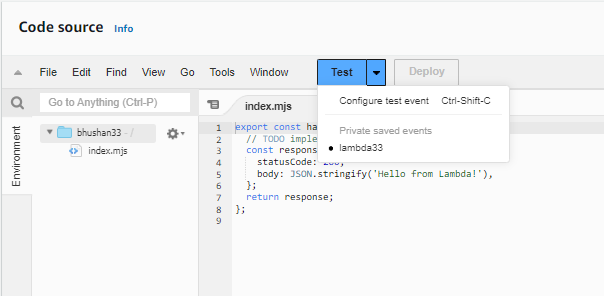 Code source Info
File Edit Find View Go Tools Window Test Deploy
Go to Anything (Ctrl-P)
index.mjs
Configure test event Ctrl-Shift-C
Private saved events
lambda33
Environment
bhushan33 - /
index.mjs
1 export const ha
2 // TODO imple
3 const respons
4 statusCode: 200,
5 body: JSON.stringify('Hello from Lambda!'),
6 };
7 return response;
8 };
9